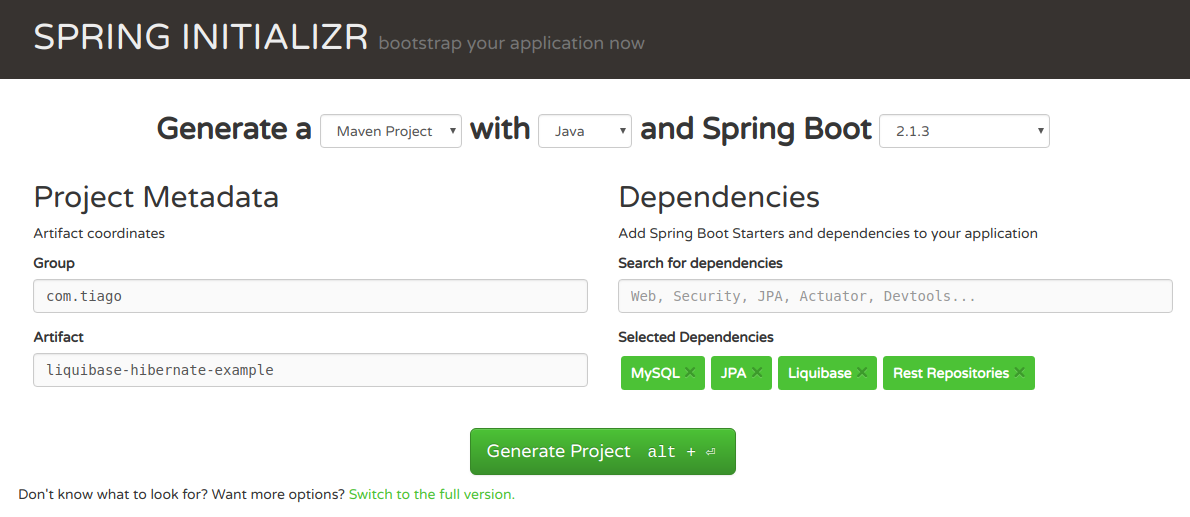 SPRING INITIALIZR bootstrap your application now
Generate a Maven Project with Java and Spring Boot 2.1.3
Project Metadata
Artifact coordinates
Group
com.tiago
Artifact
liquibase-hibernate-example
Dependencies
Add Spring Boot Starters and dependencies to your application
Search for dependencies
Web, Security, JPA, Actuator, Devtools...
Selected Dependencies
MySQL × JPA × Liquibase × Rest Repositories ×
Generate Project alt + ⏎
Don't know what to look for? Want more options? Switch to the full version.